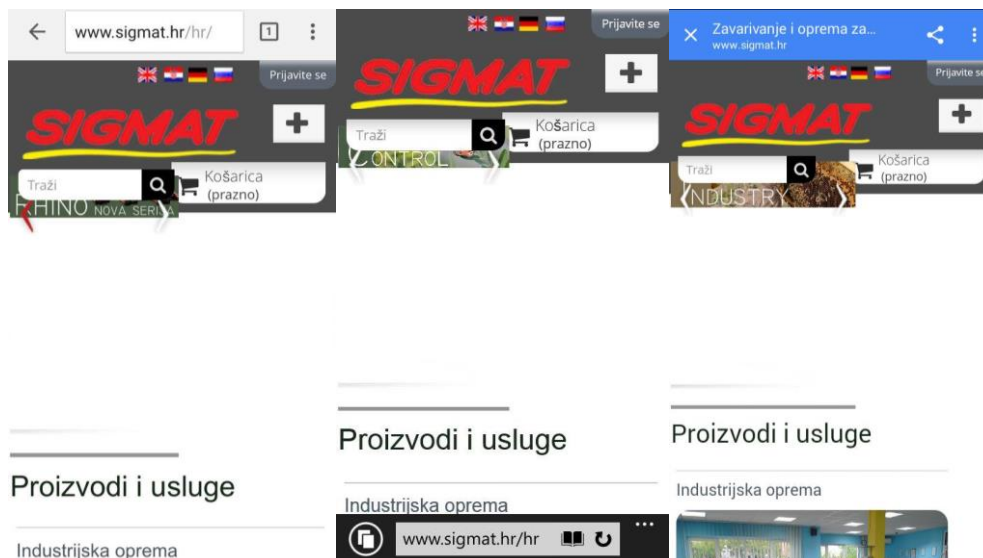 www.sigmat.hr/hr/
1
Prijavite se
SIGMAT
Traži
Košarica
(prazno)
RHINO NOVA SERIJA
Proizvodi i usluge
Industrijska oprema
Prijavite se
SIGMAT
Traži
Košarica
(prazno)
CONTROL
Proizvodi i usluge
Industrijska oprema
www.sigmat.hr/hr
Zavarivanje i oprema za...
www.sigmat.hr
Prijavite se
SIGMAT
Traži
Košarica
(prazno)
INDUSTRY
Proizvodi i usluge
Industrijska oprema